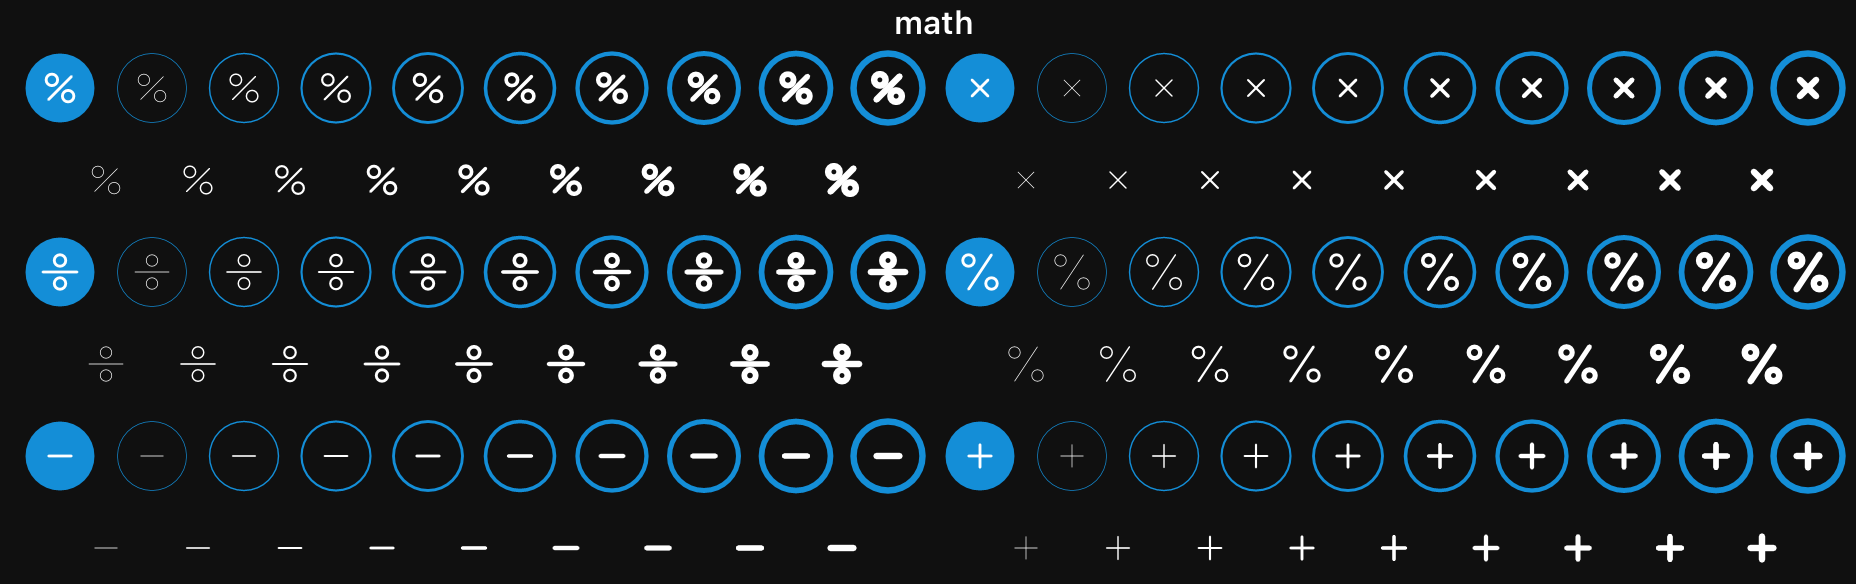 math
% % % % % % % % % % × × × × × × × × × ×
% % % % % % % % % × × × × × × × × ×
÷ ÷ ÷ ÷ ÷ ÷ ÷ ÷ ÷ ÷ % % % % % % % % % %
÷ ÷ ÷ ÷ ÷ ÷ ÷ ÷ ÷ % % % % % % % % %
− − − − − − − − − − + + + + + + + + + +
− − − − − − − − − + + + + + + + + +